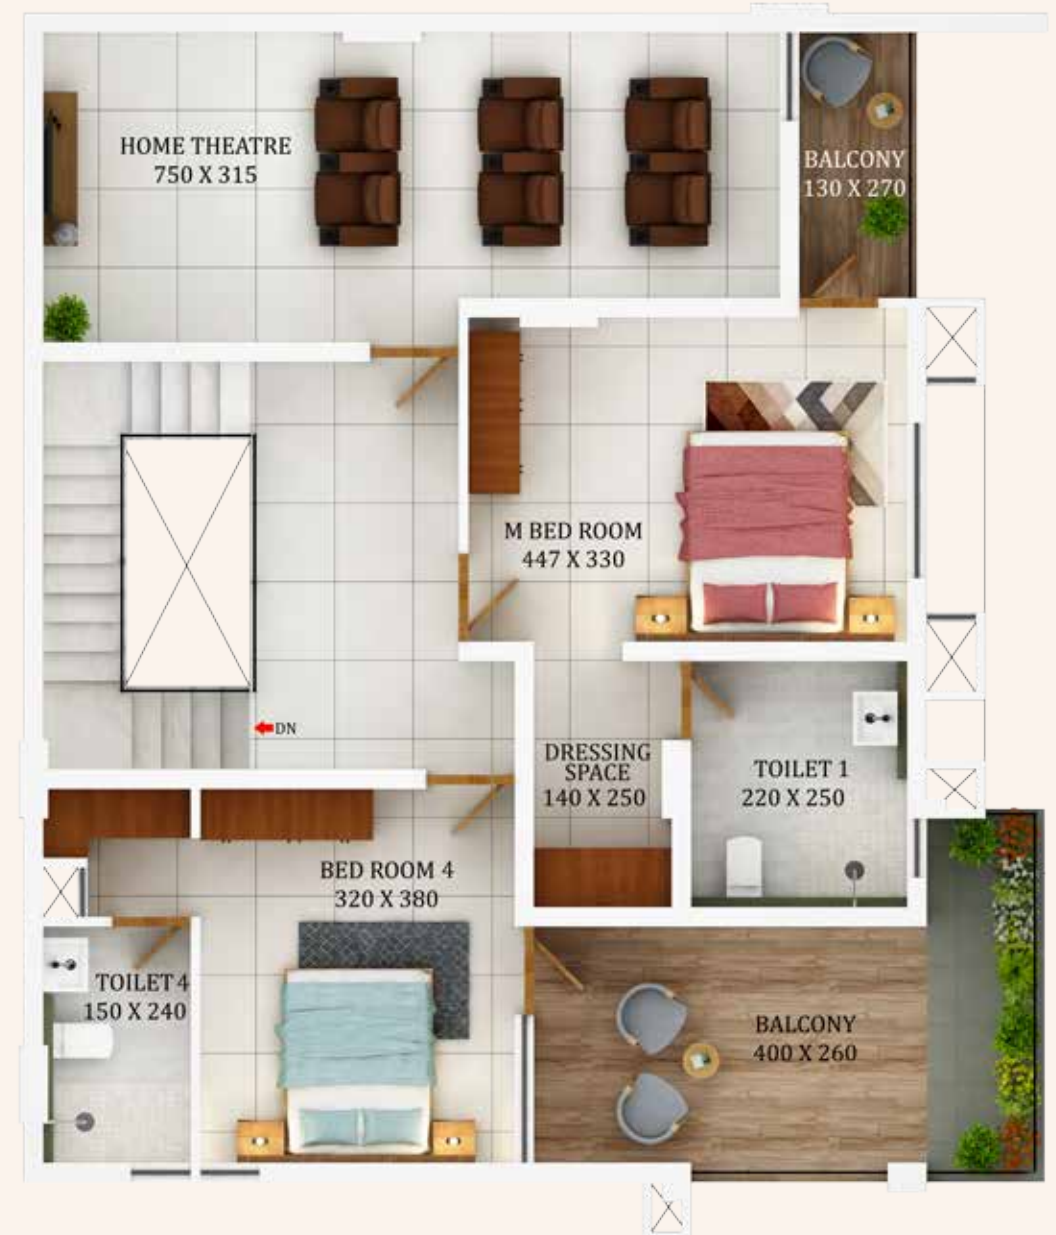 HOME THEATRE
750 X 315
BALCONY
130 X 270
M BED ROOM
447 X 330
DN
DRESSING
SPACE
140 X 250
TOILET 1
220 X 250
BED ROOM 4
320 X 380
TOILET 4
150 X 240
BALCONY
400 X 260